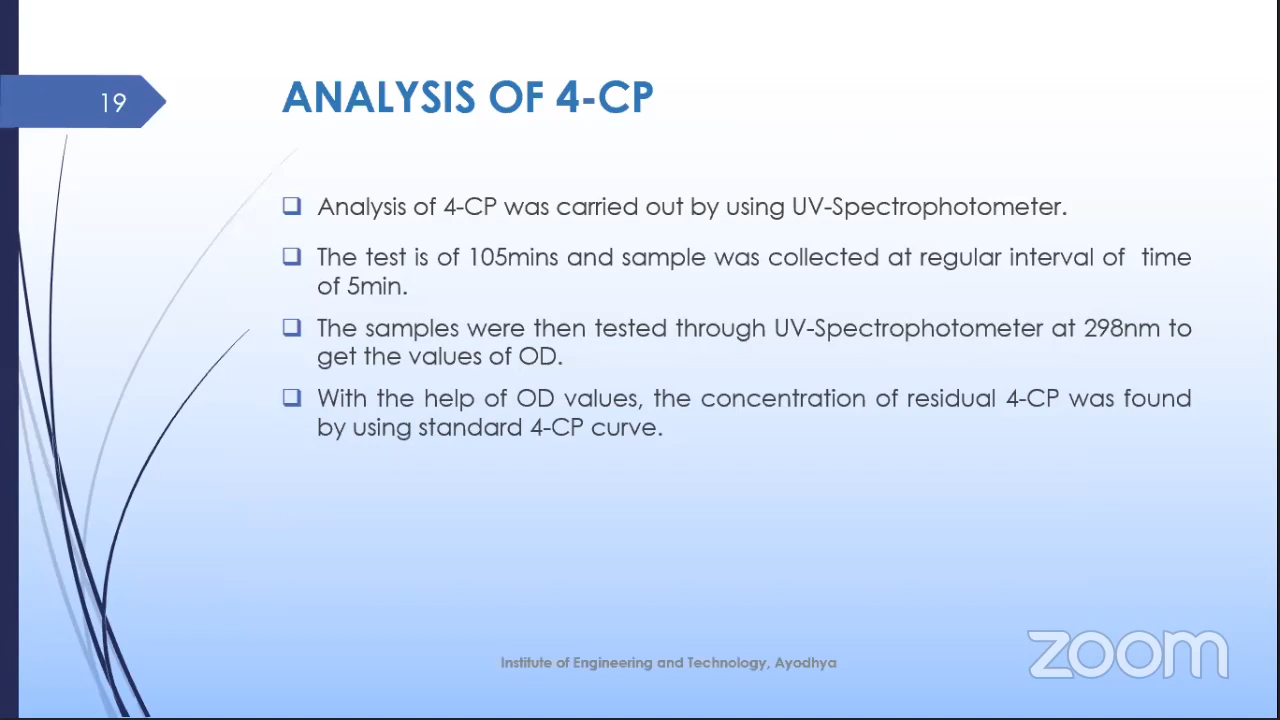 19
ANALYSIS OF 4-CP
Analysis of 4-CP was carried out by using UV-Spectrophotometer.
The test is of 105mins and sample was collected at regular interval of time
of 5min.
The samples were then tested through UV-Spectrophotometer at 298nm to
get the values of OD.
With the help of OD values, the concentration of residual 4-CP was found
by using standard 4-CP curve.
Institute of Engineering and Technology, Ayodhya
zoom